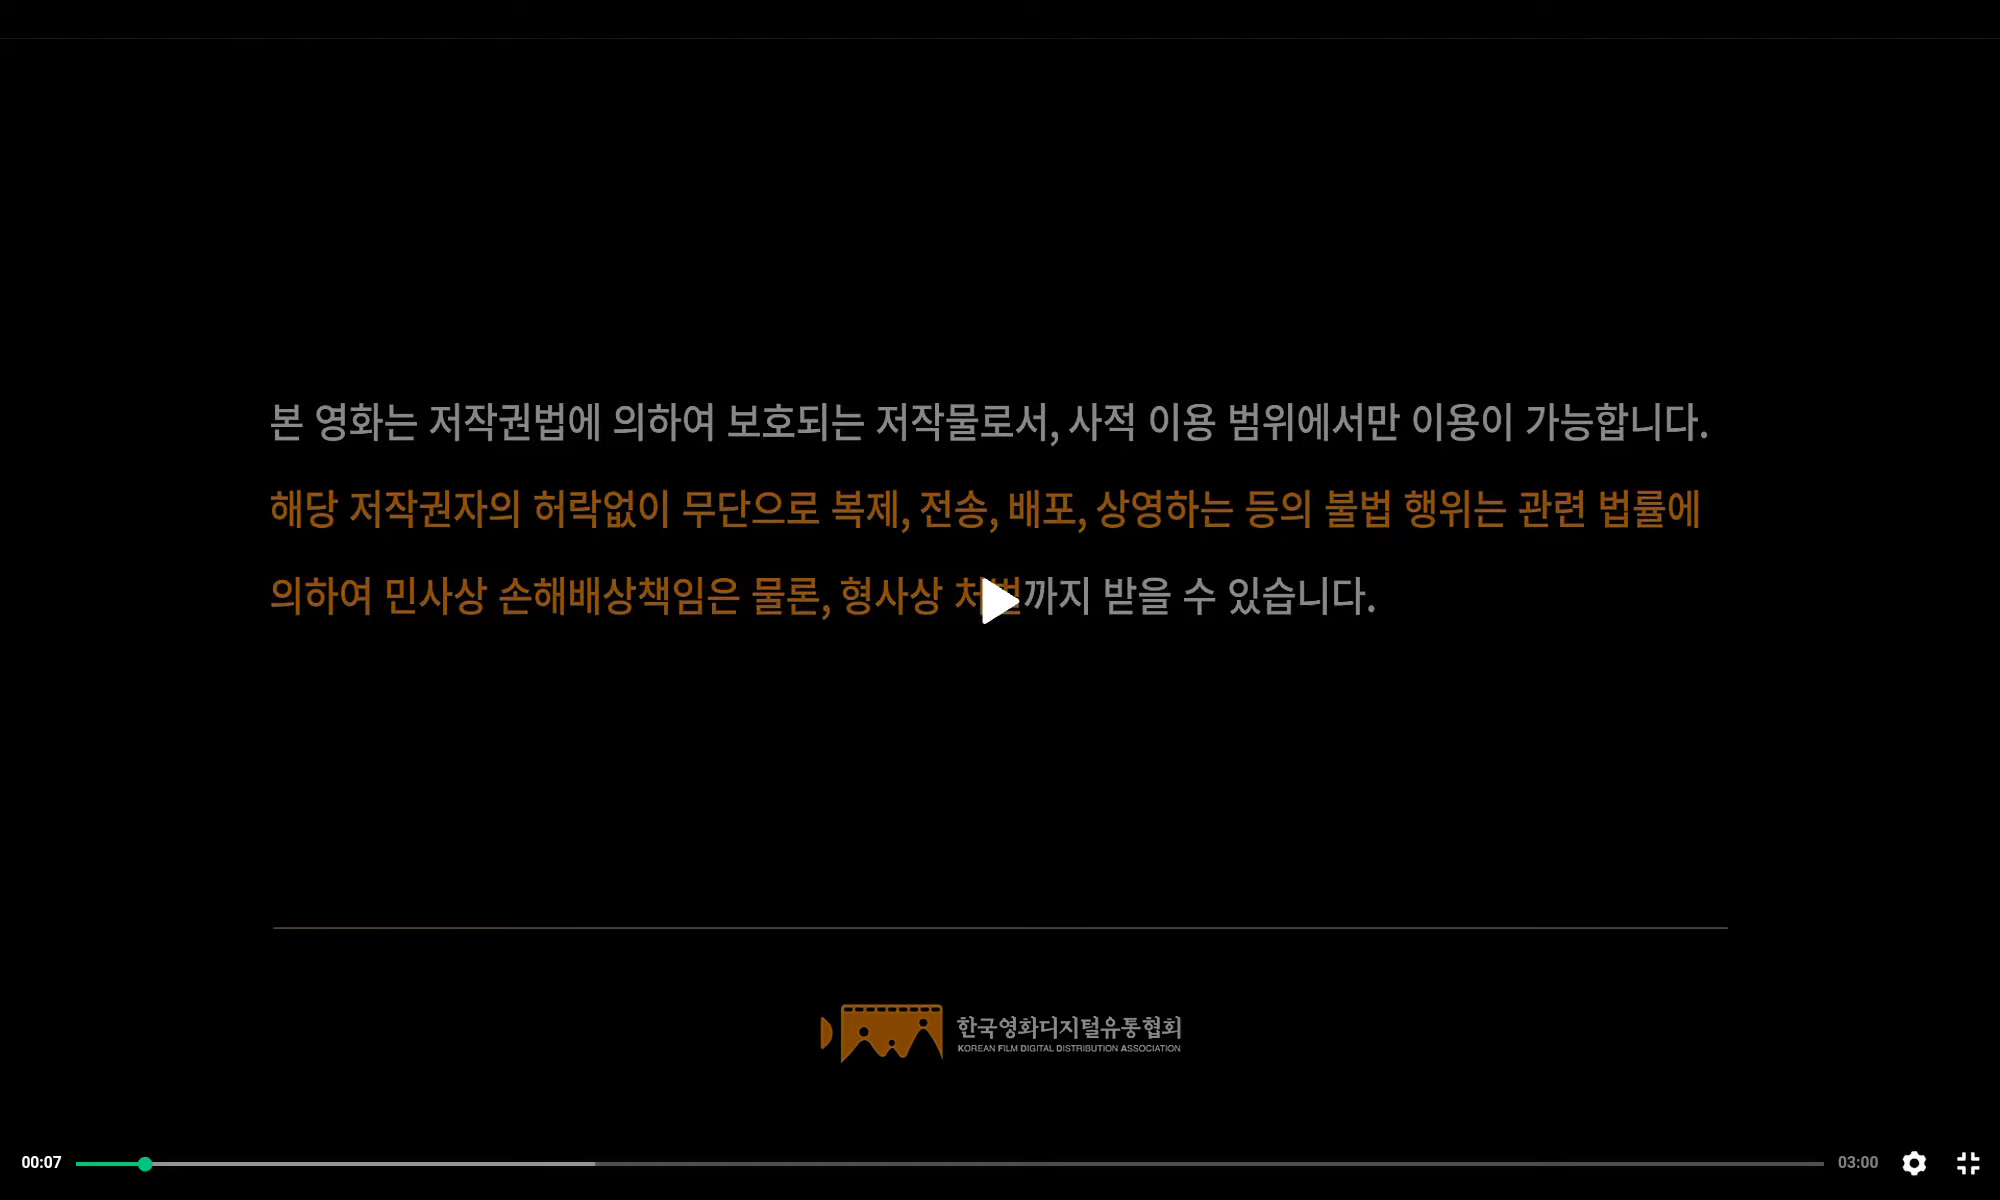 본 영화는 저작권법에 의하여 보호되는 저작물로서, 사적 이용 범위에서만 이용이 가능합니다.
해당 저작권자의 허락없이 무단으로 복제, 전송, 배포, 상영하는 등의 불법 행위는 관련 법률에
의하여 민사상 손해배상책임은 물론, 형사상 처벌까지 받을 수 있습니다.
한국영화디지털유통협회
KOREAN FILM DIGITAL DISTRIBUTION ASSOCIATION
00:07
03:00